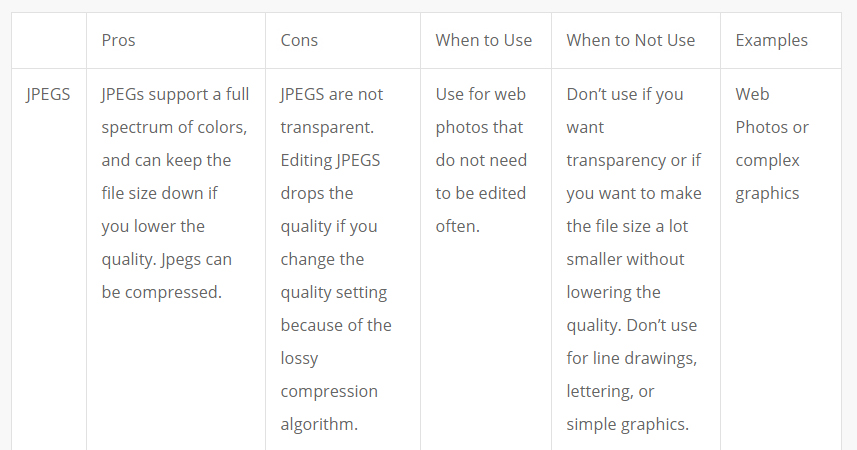 Pros
Cons
When to Use
When to Not Use
Examples
JPEGS
JPEGs support a full
spectrum of colors,
and can keep the
file size down if
you lower the
quality. Jpegs can
be compressed.
JPEGS are not
transparent.
Editing JPEGS
drops the
quality if you
change the
quality setting
because of the
lossy
compression
algorithm.
Use for web
photos that
do not need
to be edited
often.
Don’t use if you
want
transparency or if
you want to make
the file size a lot
smaller without
lowering the
quality. Don’t use
for line drawings,
lettering, or
simple graphics.
Web
Photos or
complex
graphics